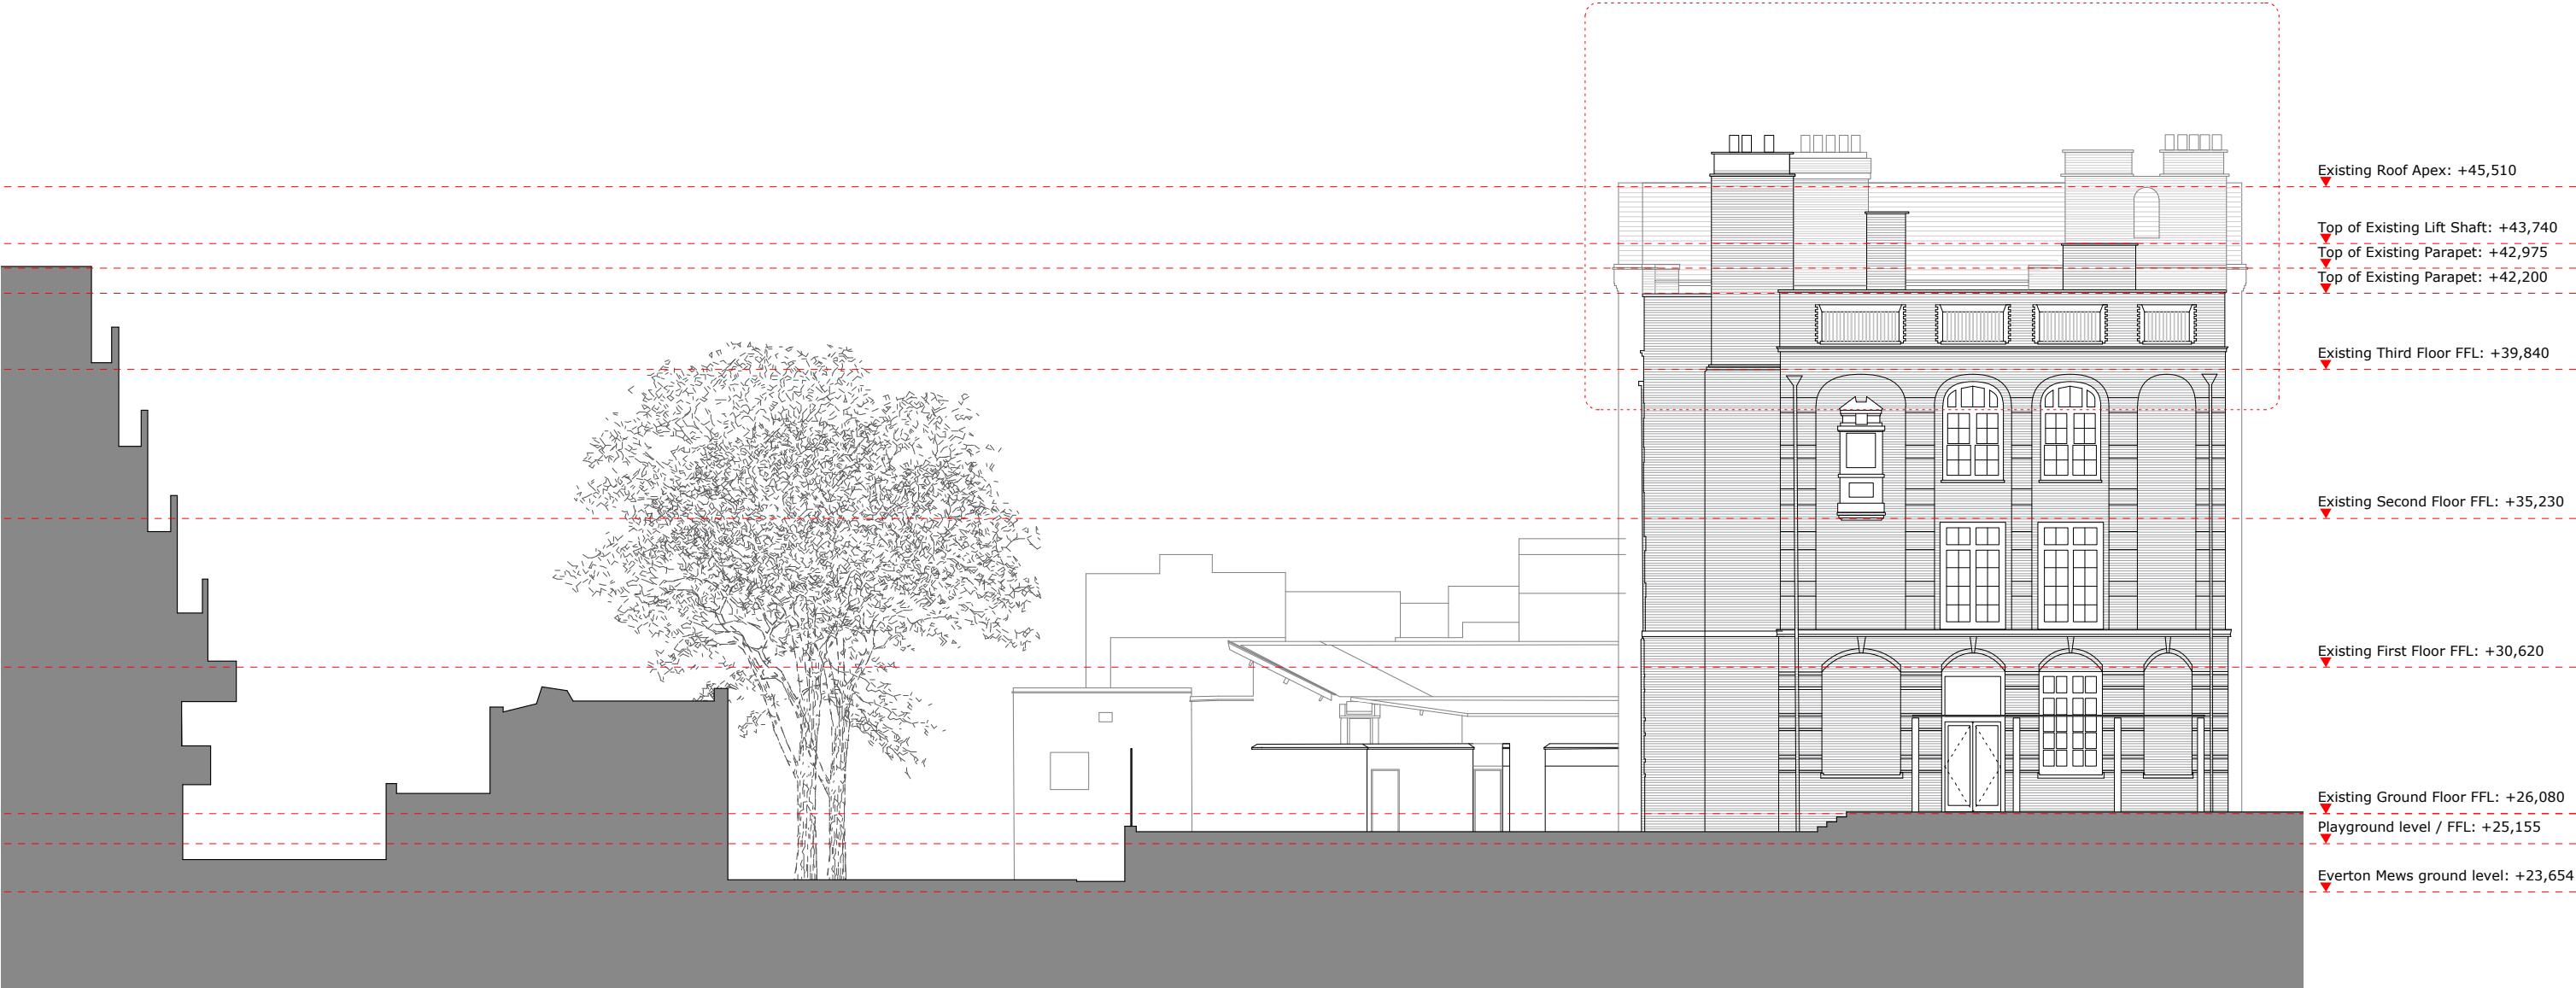 Existing Roof Apex: +45,510
Top of Existing Lift Shaft: +43,740
Top of Existing Parapet: +42,975
Top of Existing Parapet: +42,200
Existing Third Floor FFL: +39,840
Existing Second Floor FFL: +35,230
Existing First Floor FFL: +30,620
Existing Ground Floor FFL: +26,080
Playground level / FFL: +25,155
Everton Mews ground level: +23,654